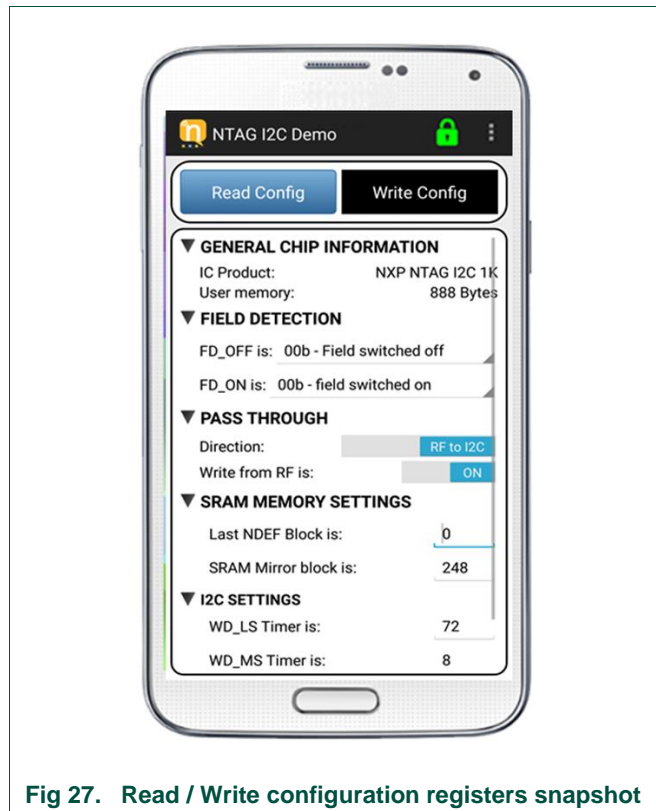 NTAG I2C Demo
Read Config
Write Config
GENERAL CHIP INFORMATION
IC Product: NXP NTAG I2C 1K
User memory: 888 Bytes
FIELD DETECTION
FD_OFF is: 00b - Field switched off
FD_ON is: 00b - field switched on
PASS THROUGH
Direction: RF to I2C
Write from RF is: ON
SRAM MEMORY SETTINGS
Last NDEF Block is: 0
SRAM Mirror block is: 248
I2C SETTINGS
WD_LS Timer is: 72
WD_MS Timer is: 8
Fig 27. Read / Write configuration registers snapshot